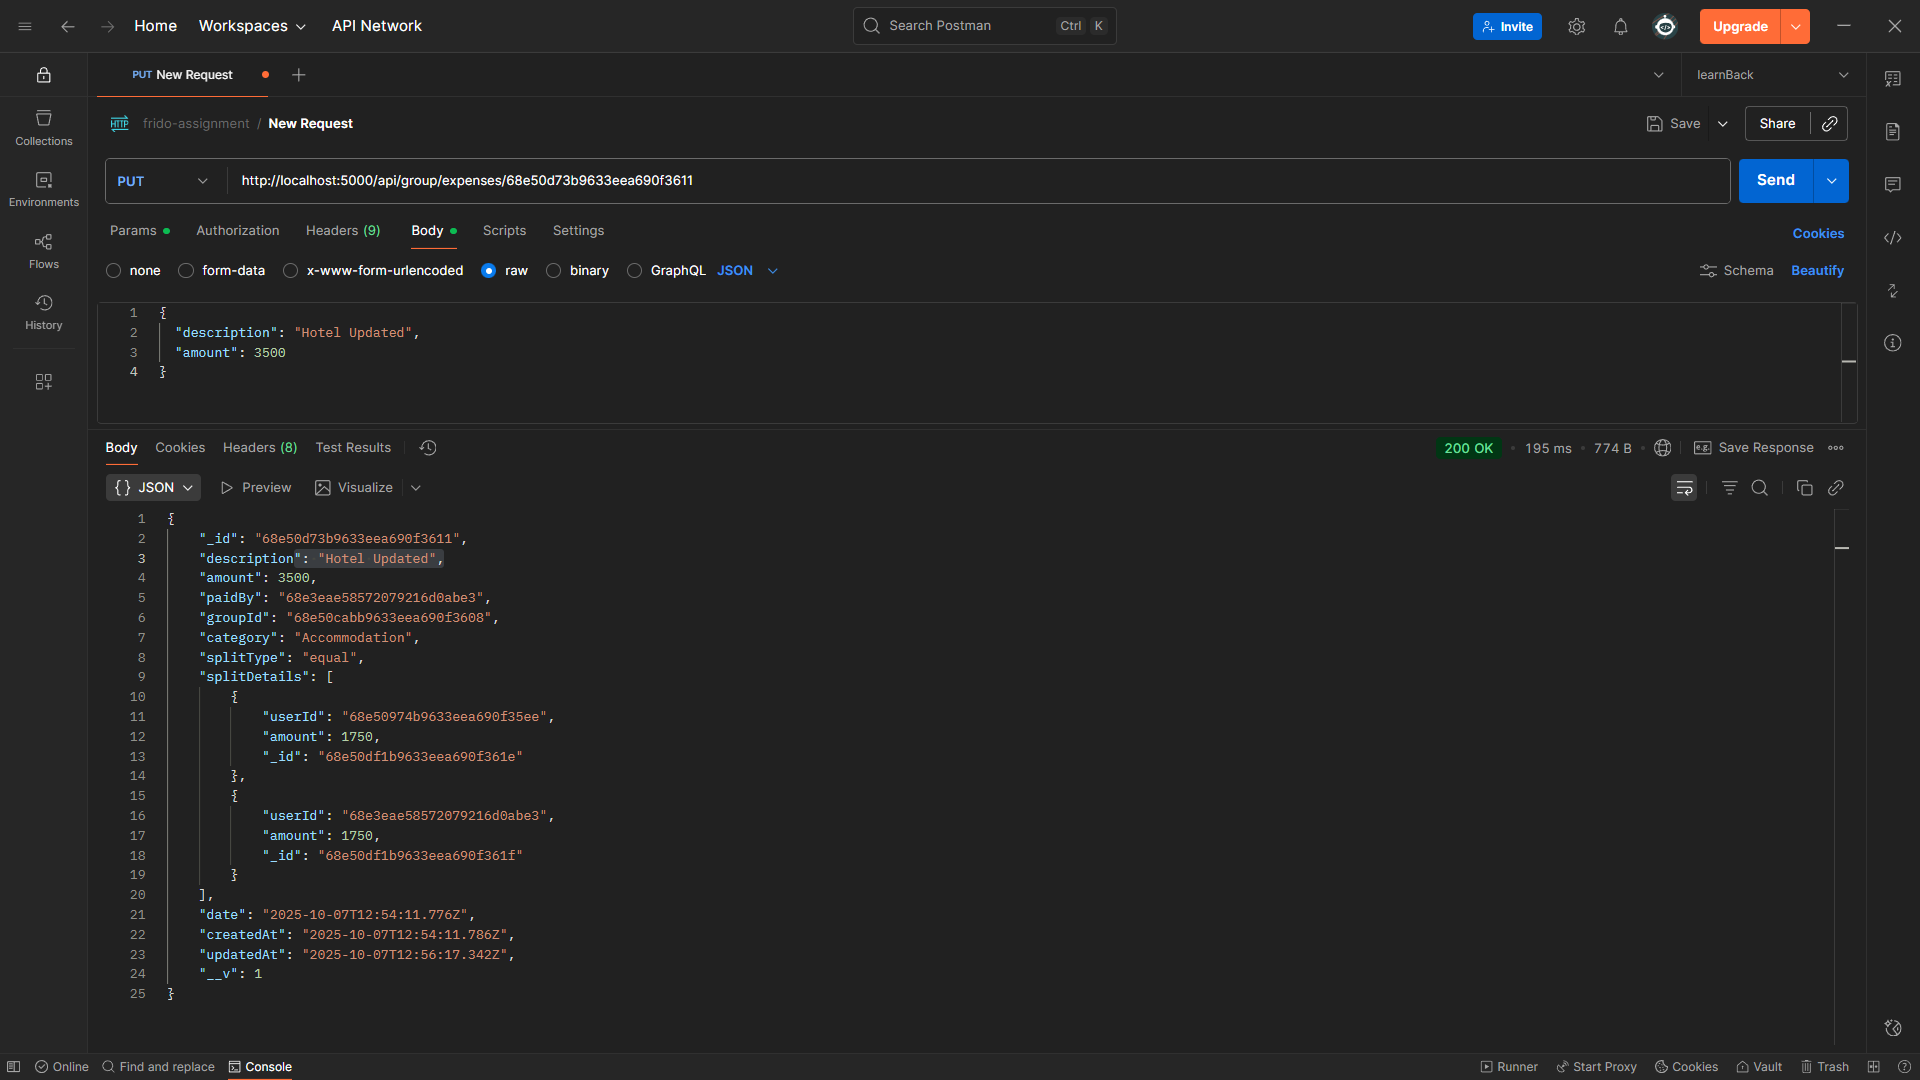 Home Workspaces API Network Search Postman Ctrl K Invite Upgrade
PUT New Request learnBack
HTTP frido-assignment / New Request Save Share
PUT http://localhost:5000/api/group/expenses/68e50d73b9633eea690f3611 Send
Params Authorization Headers (9) Body Scripts Settings Cookies
none form-data x-www-form-urlencoded raw binary GraphQL JSON Schema Beautify
Collections
Environments
Flows
History
1 {
2 "description": "Hotel Updated",
3 "amount": 3500
4 }
Body Cookies Headers (8) Test Results 200 OK 195 ms 774 B e.g. Save Response
{} JSON Preview Visualize
1 {
2 "_id": "68e50d73b9633eea690f3611",
3 "description": "Hotel Updated",
4 "amount": 3500,
5 "paidBy": "68e3eae58572079216d0abe3",
6 "groupId": "68e50cabb9633eea690f3608",
7 "category": "Accommodation",
8 "splitType": "equal",
9 "splitDetails": [
10 {
11 "userId": "68e50974b9633eea690f35ee",
12 "amount": 1750,
13 "_id": "68e50df1b9633eea690f361e"
14 },
15 {
16 "userId": "68e3eae58572079216d0abe3",
17 "amount": 1750,
18 "_id": "68e50df1b9633eea690f361f"
19 }
20 ],
21 "date": "2025-10-07T12:54:11.776Z",
22 "createdAt": "2025-10-07T12:54:11.786Z",
23 "updatedAt": "2025-10-07T12:56:17.342Z",
24 "__v": 1
25 }
Online Find and replace Console Runner Start Proxy Cookies Vault Trash